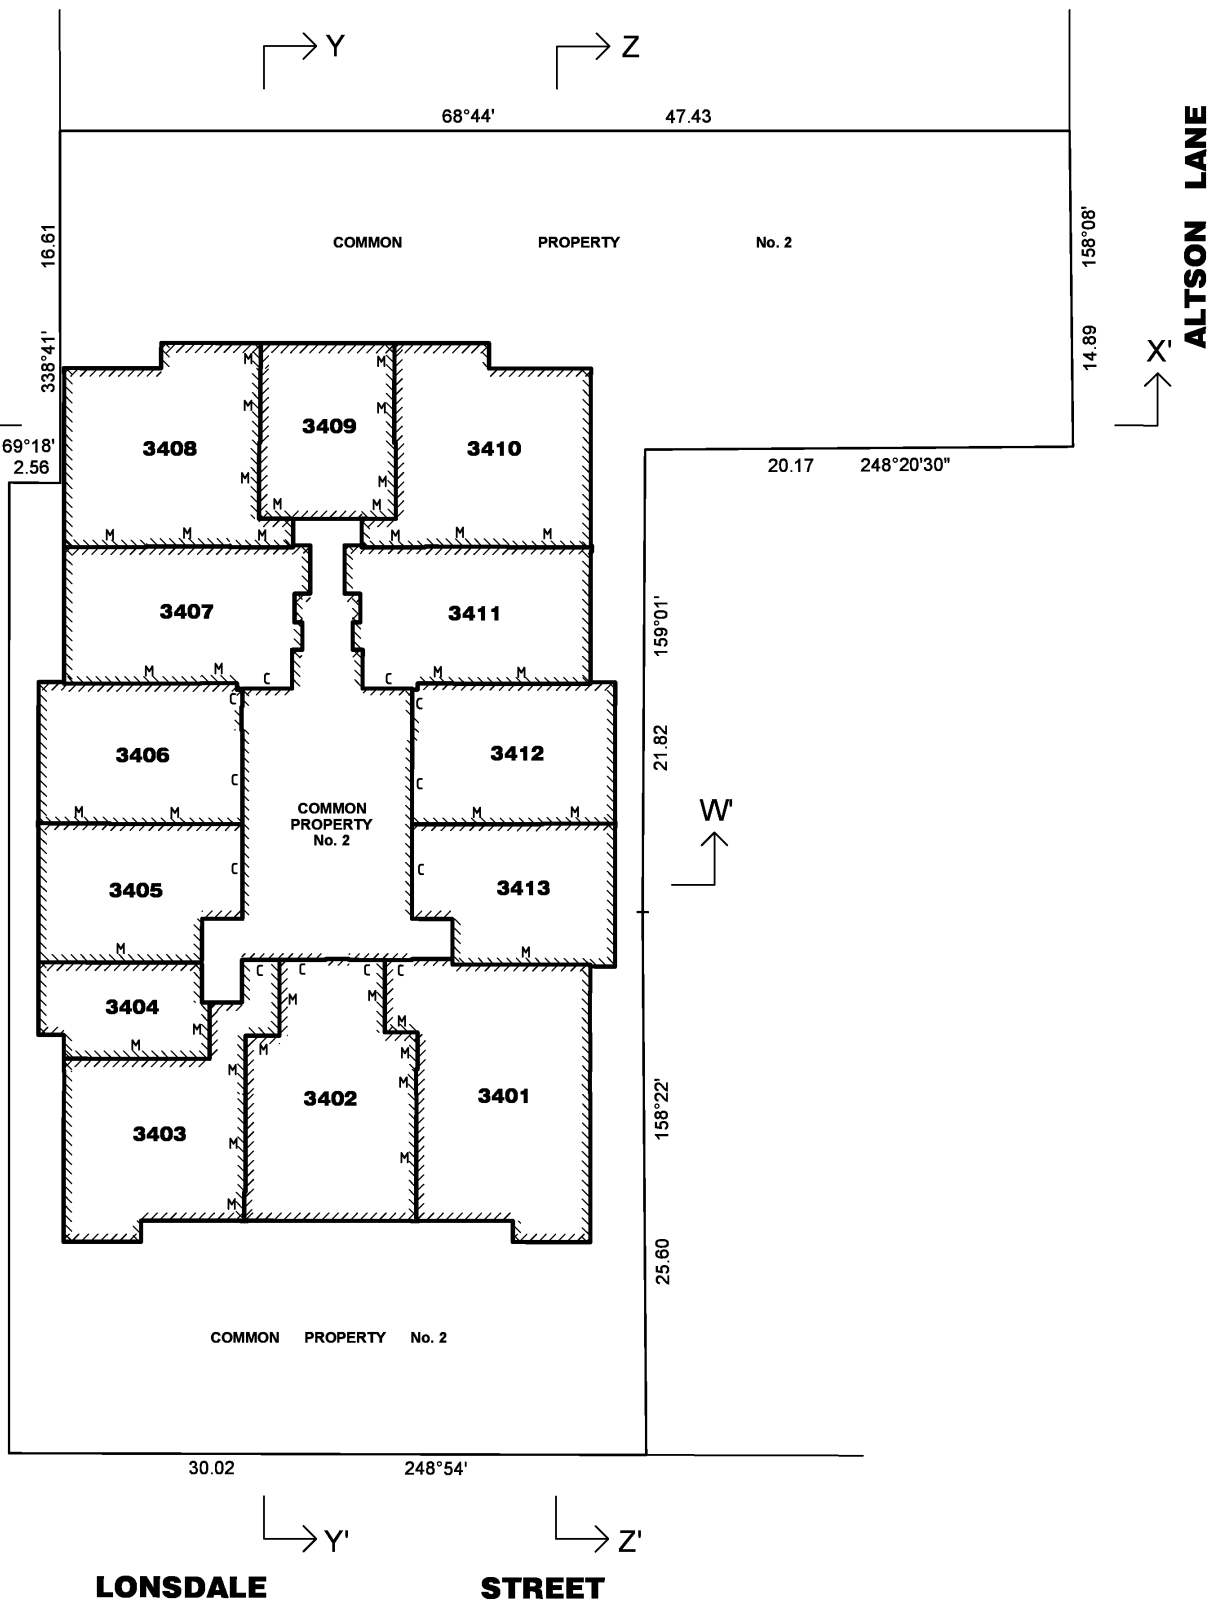 Y Z
68°44' 47.43
ALTSON LANE
16.61
338°41'
COMMON PROPERTY No. 2
158°08'
14.89
X'
M M
M M
3408 3409 3410
69°18'
2.56
20.17 248°20'30"
M M
M M
M M M M M M
3407 3411
159°01'
21.82
M M C C M M
C C
3406 3412
C C
W'
COMMON
PROPERTY
No. 2
M M M M
C C
3405 3413
M M
C C C C
M M
3404
M M
M M M
3403 3402 3401
M M
M M
M
158°22'
25.60
COMMON PROPERTY No. 2
30.02 248°54'
Y' Z'
LONSDALE STREET